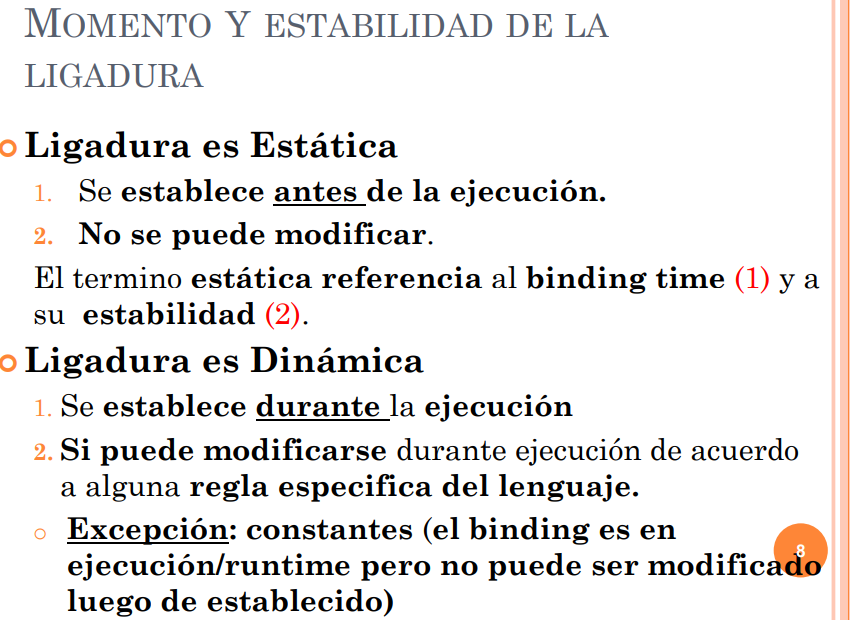 MOMENTO Y ESTABILIDAD DE LA
LIGADURA
Ligadura es Estática
1. Se establece antes de la ejecución.
2. No se puede modificar.
El termino estática referencia al binding time (1) y a
su estabilidad (2).
Ligadura es Dinámica
1. Se establece durante la ejecución
2. Si puede modificarse durante ejecución de acuerdo
a alguna regla especifica del lenguaje.
Excepción: constantes (el binding es en
ejecución/runtime pero no puede ser modificado
luego de establecido)
8